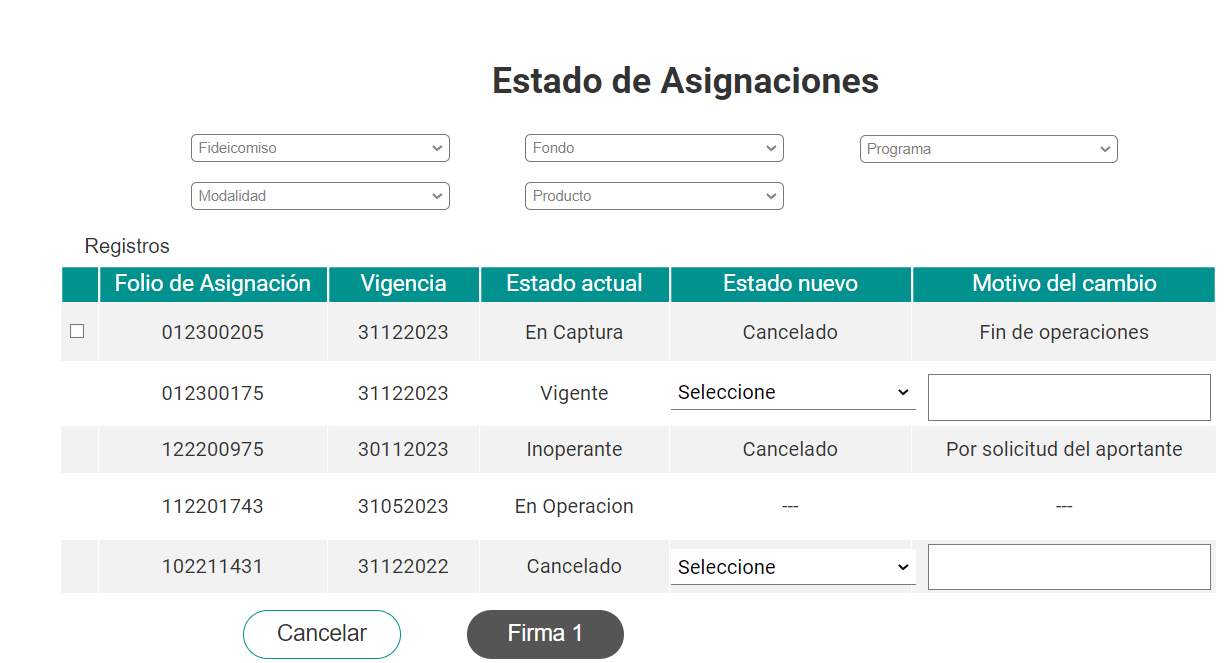 Estado de Asignaciones
Fideicomiso Fondo Programa
Modalidad Producto
Registros
Folio de Asignación Vigencia Estado actual Estado nuevo Motivo del cambio
012300205 31122023 En Captura Cancelado Fin de operaciones
012300175 31122023 Vigente Seleccione
122200975 30112023 Inoperante Cancelado Por solicitud del aportante
112201743 31052023 En Operacion --- ---
102211431 31122022 Cancelado Seleccione
Cancelar Firma 1